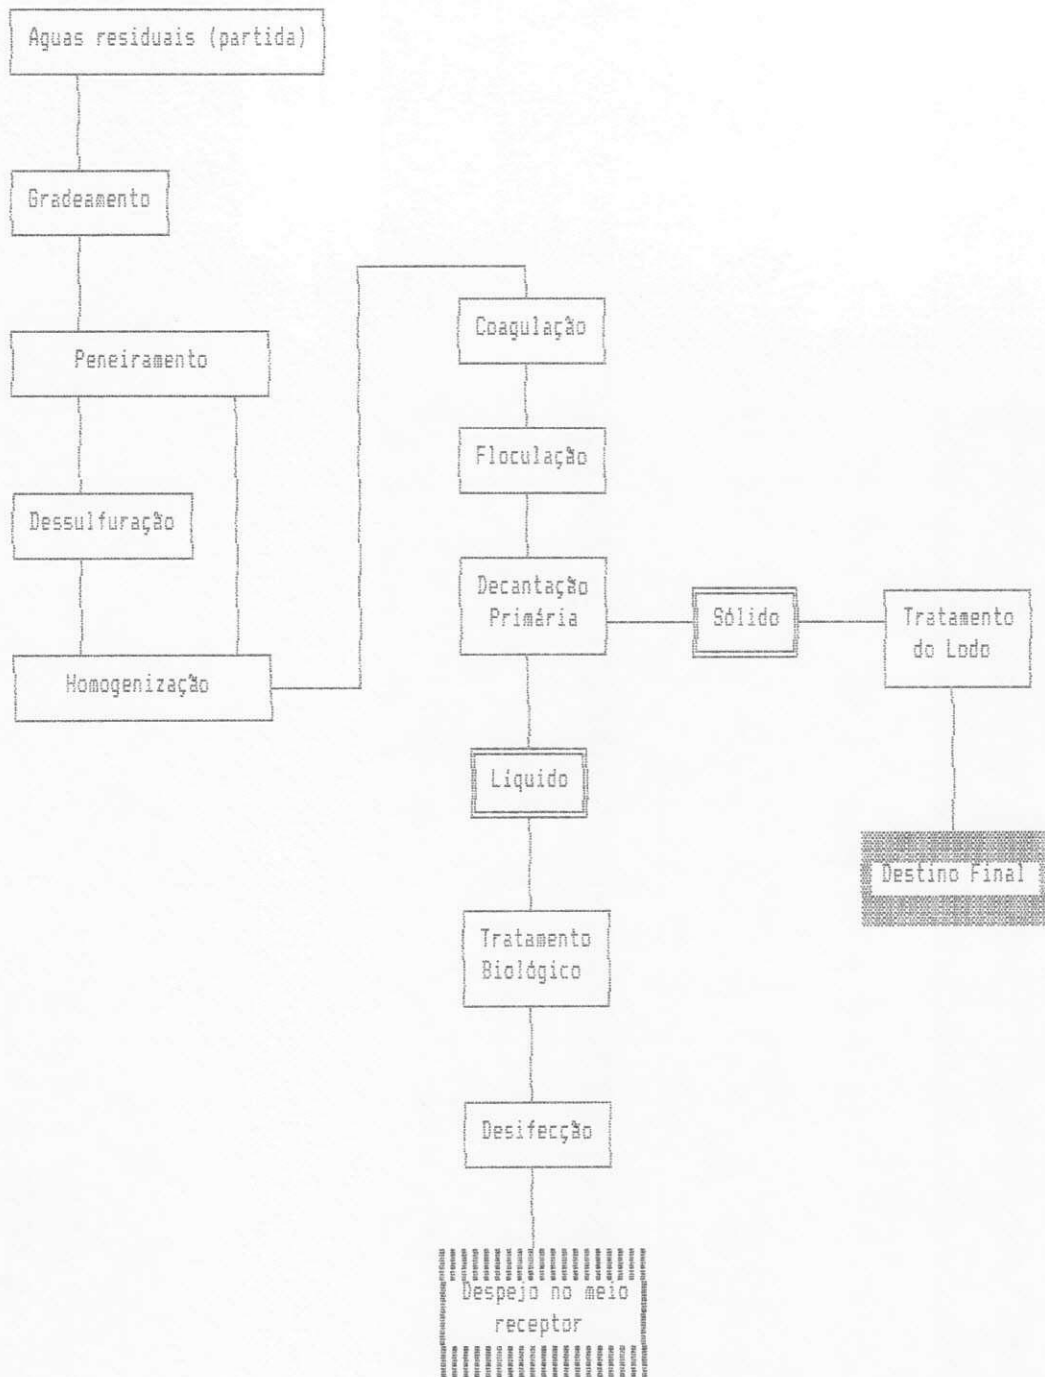 Aguas residuais (partida)
Gradeamento
Peneiramento
Dessulfuração
Homogenização
Coagulação
Floculação
Decantação
Primária
Sólido
Tratamento
do Lodo
Destino Final
Líquido
Tratamento
Biológico
Desifecção
Despejo no meio
receptor